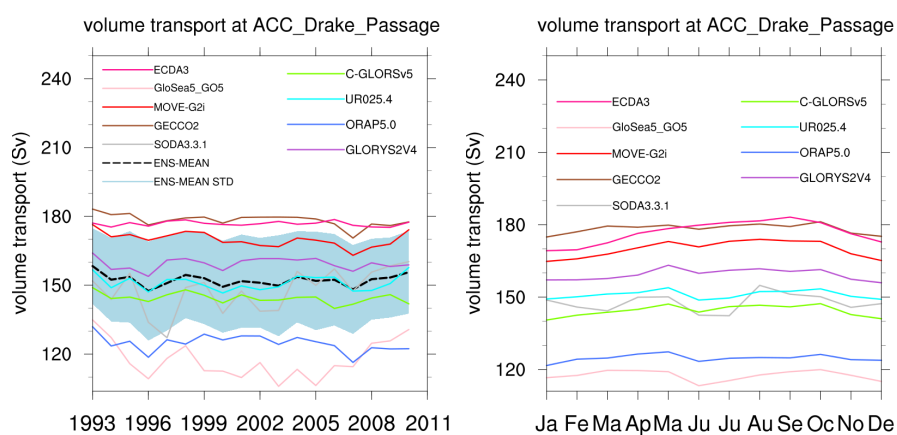 volume transport at ACC_Drake_Passage
volume transport (Sv)
240
210
180
150
120
ECDA3
GloSea5_GO5
MOVE-G2i
GECCO2
SODA3.3.1
ENS-MEAN
ENS-MEAN STD
C-GLORSv5
UR025.4
ORAP5.0
GLORYS2V4
1993 1996 1999 2002 2005 2008 2011
volume transport at ACC_Drake_Passage
volume transport (Sv)
240
210
180
150
120
ECDA3
GloSea5_GO5
MOVE-G2i
GECCO2
SODA3.3.1
C-GLORSv5
UR025.4
ORAP5.0
GLORYS2V4
Ja Fe Ma Ap Ma Ju Ju Au Se Oc No De